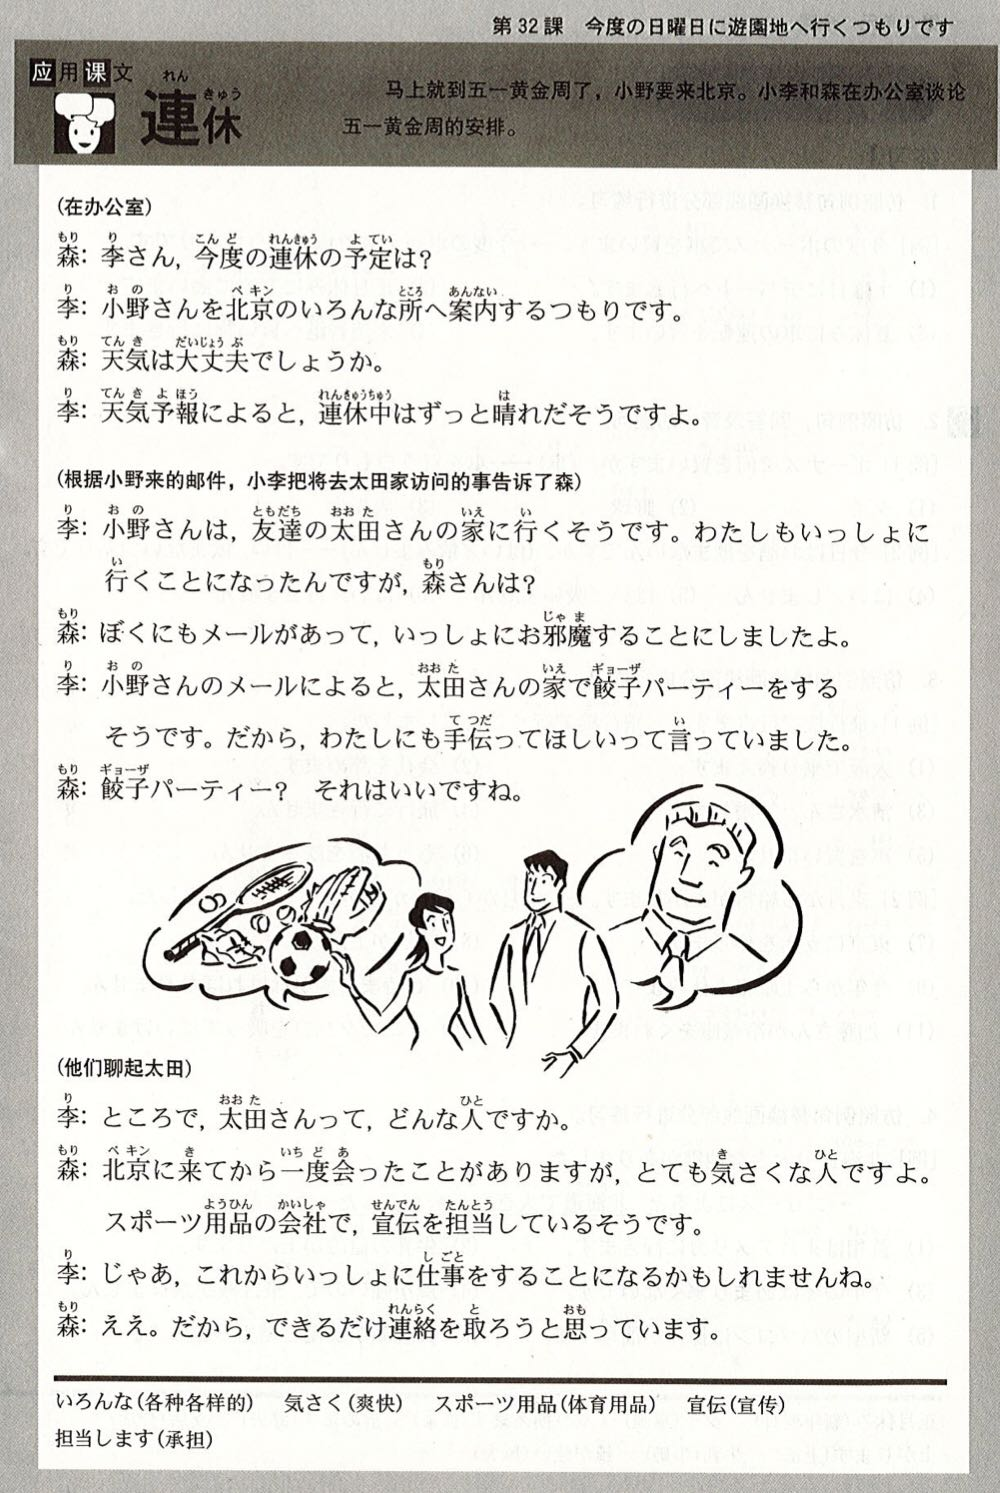 第32課　今度の日曜日に遊園地へ行くつもりです
应用课文
連休
れん きゅう
马上就到五一黄金周了，小野要来北京。小李和森在办公室谈论
五一黄金周的安排。
(在办公室)
もり り こん ど れんきゅう よ てい
森: 李さん, 今度の連休の予定は?
り お の ペ キン ところ あんない
李: 小野さんを北京のいろんな所へ案内するつもりです。
もり てん き だいじょう ぶ
森: 天気は大丈夫でしょうか。
り てん き よ ほう れんきゅうちゅう は
李: 天気予報によると, 連休中はずっと晴れだそうですよ。
(根据小野来的邮件，小李把将去太田家访问的事告诉了森)
り お の ともだち おお た いえ い
李: 小野さんは, 友達の太田さんの家に行くそうです。わたしもいっしょに
い もり
行くことになったんですが, 森さんは?
もり じゃ ま
森: ぼくにもメールがあって, いっしょにお邪魔することにしましたよ。
り お の おお た いえ ギョーザ
李: 小野さんのメールによると, 太田さんの家で餃子パーティーをする
て つだ い
そうです。だから, わたしにも手伝ってほしいって言っていました。
もり ギョーザ
森: 餃子パーティー?　それはいいですね。
(他们聊起太田)
り おお た ひと
李: ところで, 太田さんって, どんな人ですか。
もり ペ キン き いち ど あ き ひと
森: 北京に来てから一度会ったことがありますが, とても気さくな人ですよ。
ようひん かいしゃ せんでん たんとう
スポーツ用品の会社で, 宣伝を担当しているそうです。
り し ごと
李: じゃあ, これからいっしょに仕事をすることになるかもしれませんね。
もり れんらく と おも
森: ええ。だから, できるだけ連絡を取ろうと思っています。
いろんな(各种各样的)　気さく(爽快)　スポーツ用品(体育用品)　宣伝(宣传)
担当します(承担)